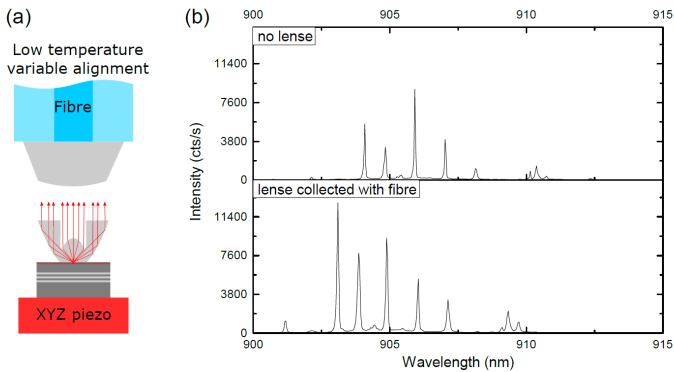 (a)
Low temperature
variable alignment
Fibre
XYZ piezo
(b)
900 905 910 915
no lense
11400
7600
3800
0
lense collected with fibre
11400
7600
3800
0
Intensity (cts/s)
900 905 910 915
Wavelength (nm)